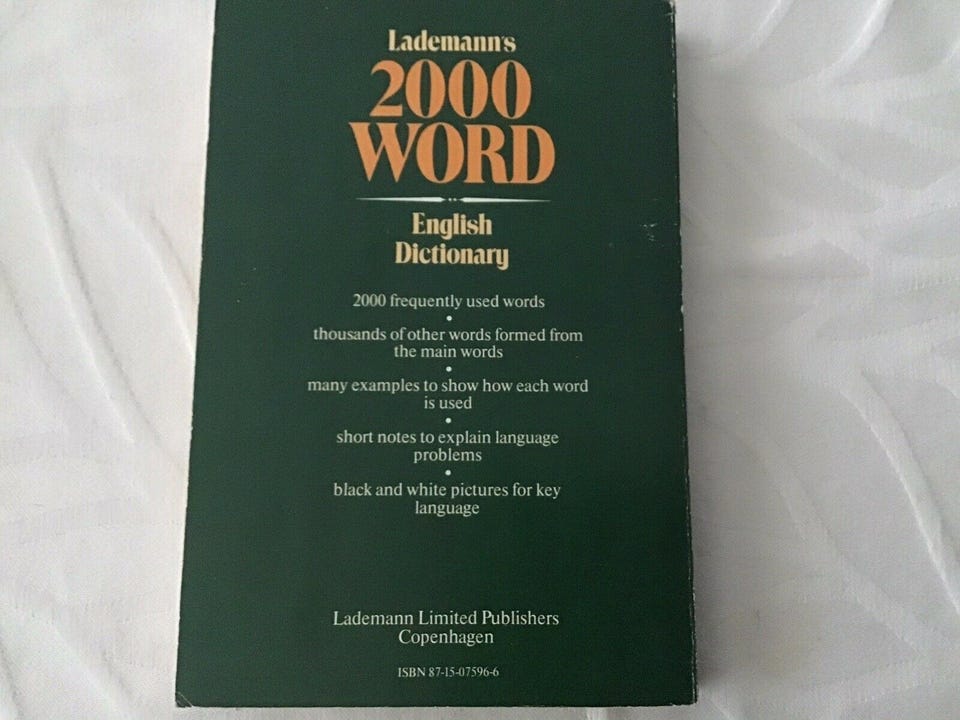 Lademann's
2000
WORD
English
Dictionary
2000 frequently used words
•
thousands of other words formed from
the main words
•
many examples to show how each word
is used
•
short notes to explain language
problems
•
black and white pictures for key
language
Lademann Limited Publishers
Copenhagen
ISBN 87-15-07596-6